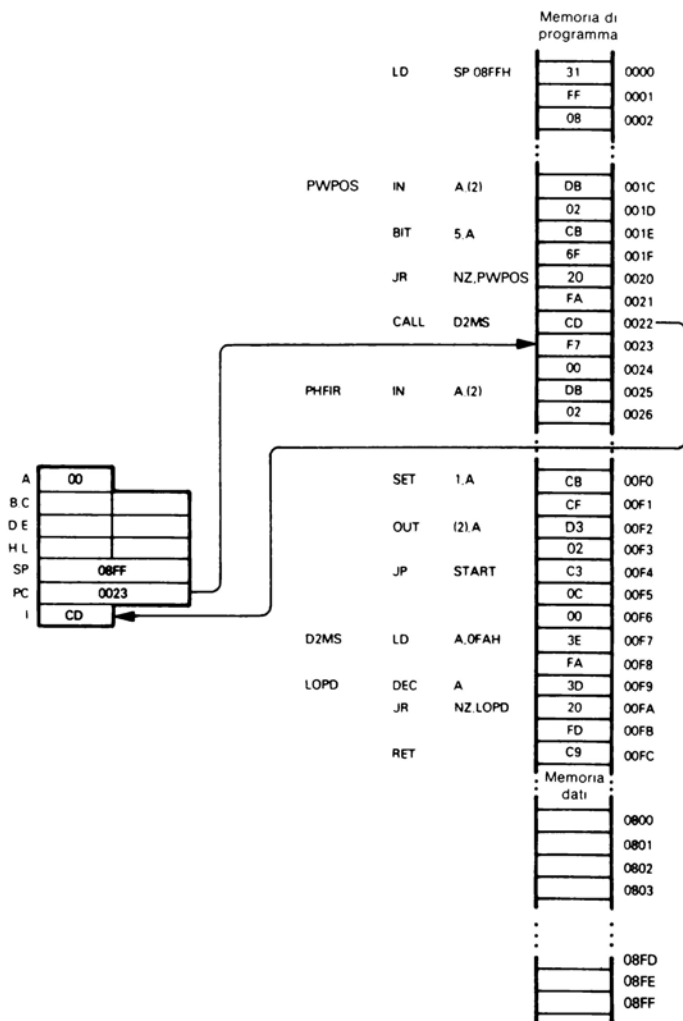 Memoria di
programma
LD SP 08FFH 31 0000
FF 0001
08 0002
PWPOS IN A.(2) DB 001C
02 001D
BIT 5.A CB 001E
6F 001F
JR NZ,PWPOS 20 0020
FA 0021
CALL D2MS CD 0022
F7 0023
00 0024
PHFIR IN A.(2) DB 0025
02 0026
A 00
B C
D E
H L
SP 08FF
PC 0023
I CD
SET 1.A CB 00F0
CF 00F1
OUT (2).A D3 00F2
02 00F3
JP START C3 00F4
0C 00F5
00 00F6
D2MS LD A,0FAH 3E 00F7
FA 00F8
LOPD DEC A 3D 00F9
JR NZ.LOPD 20 00FA
FD 00FB
RET C9 00FC
Memoria
dati
0800
0801
0802
0803
08FD
08FE
08FF